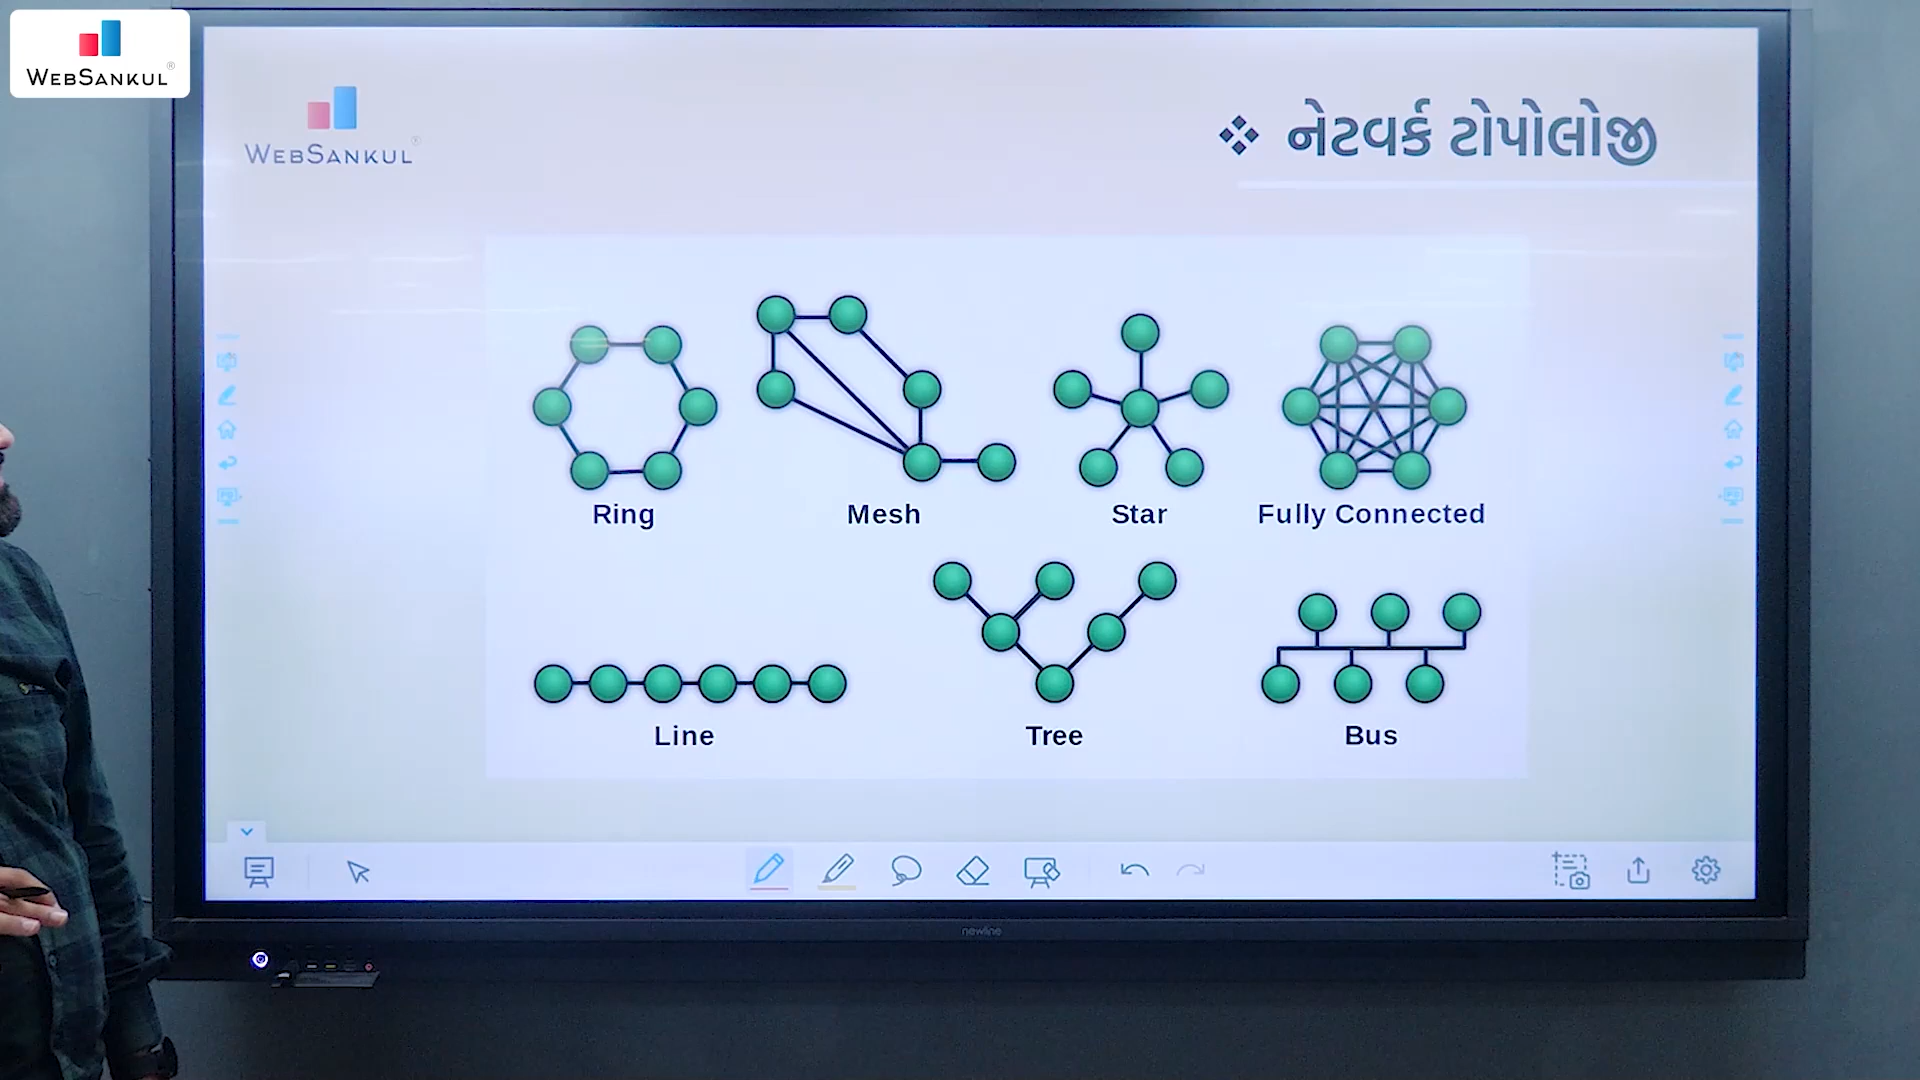 WEBSANKUL®
WEBSANKUL®
❖ નેટવર્ક ટોપોલોજી
Ring
Mesh
Star
Fully Connected
Line
Tree
Bus
newline